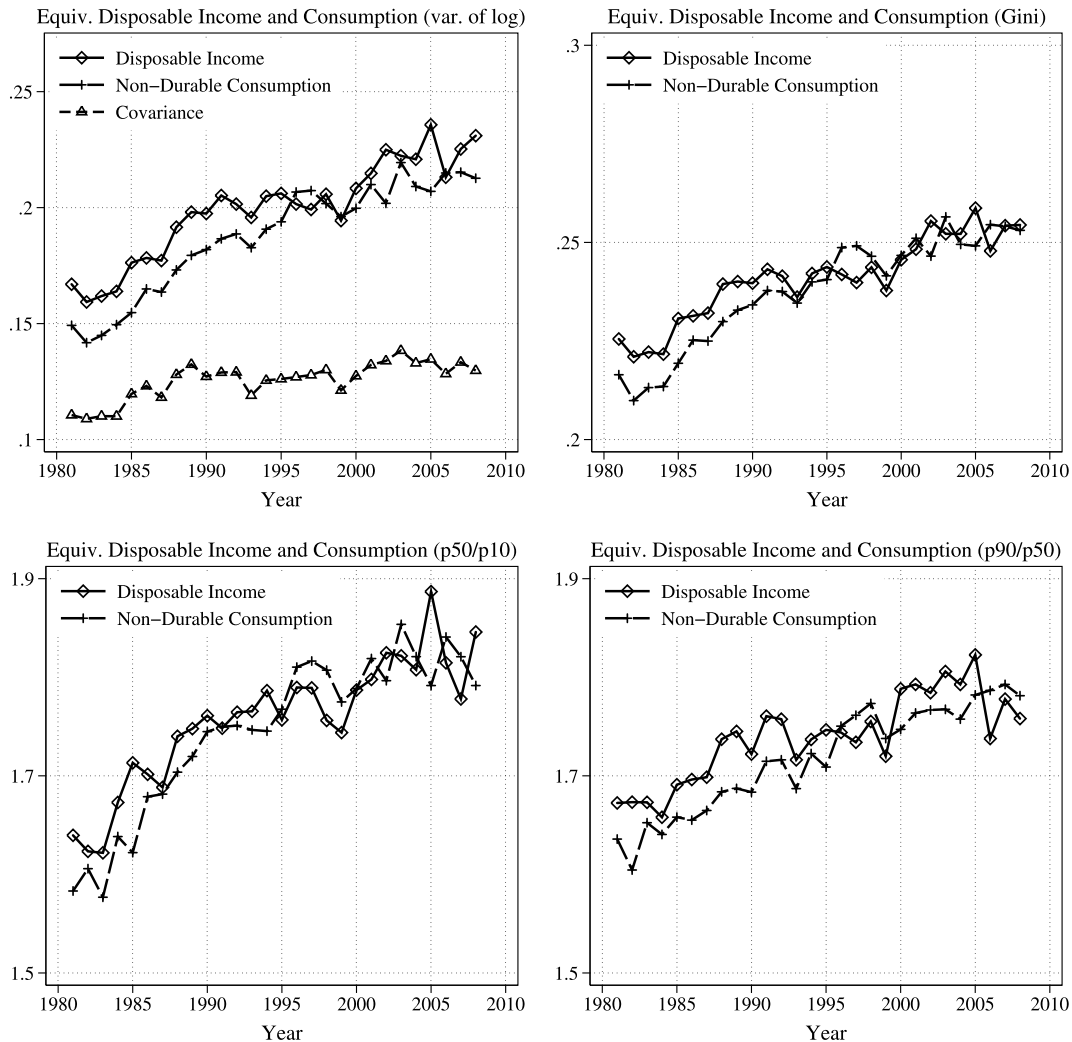 Equiv. Disposable Income and Consumption (var. of log)
Disposable Income
Non−Durable Consumption
Covariance
.25
.2
.15
.1
1980 1985 1990 1995 2000 2005 2010
Year
Equiv. Disposable Income and Consumption (Gini)
Disposable Income
Non−Durable Consumption
.3
.25
.2
1980 1985 1990 1995 2000 2005 2010
Year
Equiv. Disposable Income and Consumption (p50/p10)
Disposable Income
Non−Durable Consumption
1.9
1.7
1.5
1980 1985 1990 1995 2000 2005 2010
Year
Equiv. Disposable Income and Consumption (p90/p50)
Disposable Income
Non−Durable Consumption
1.9
1.7
1.5
1980 1985 1990 1995 2000 2005 2010
Year